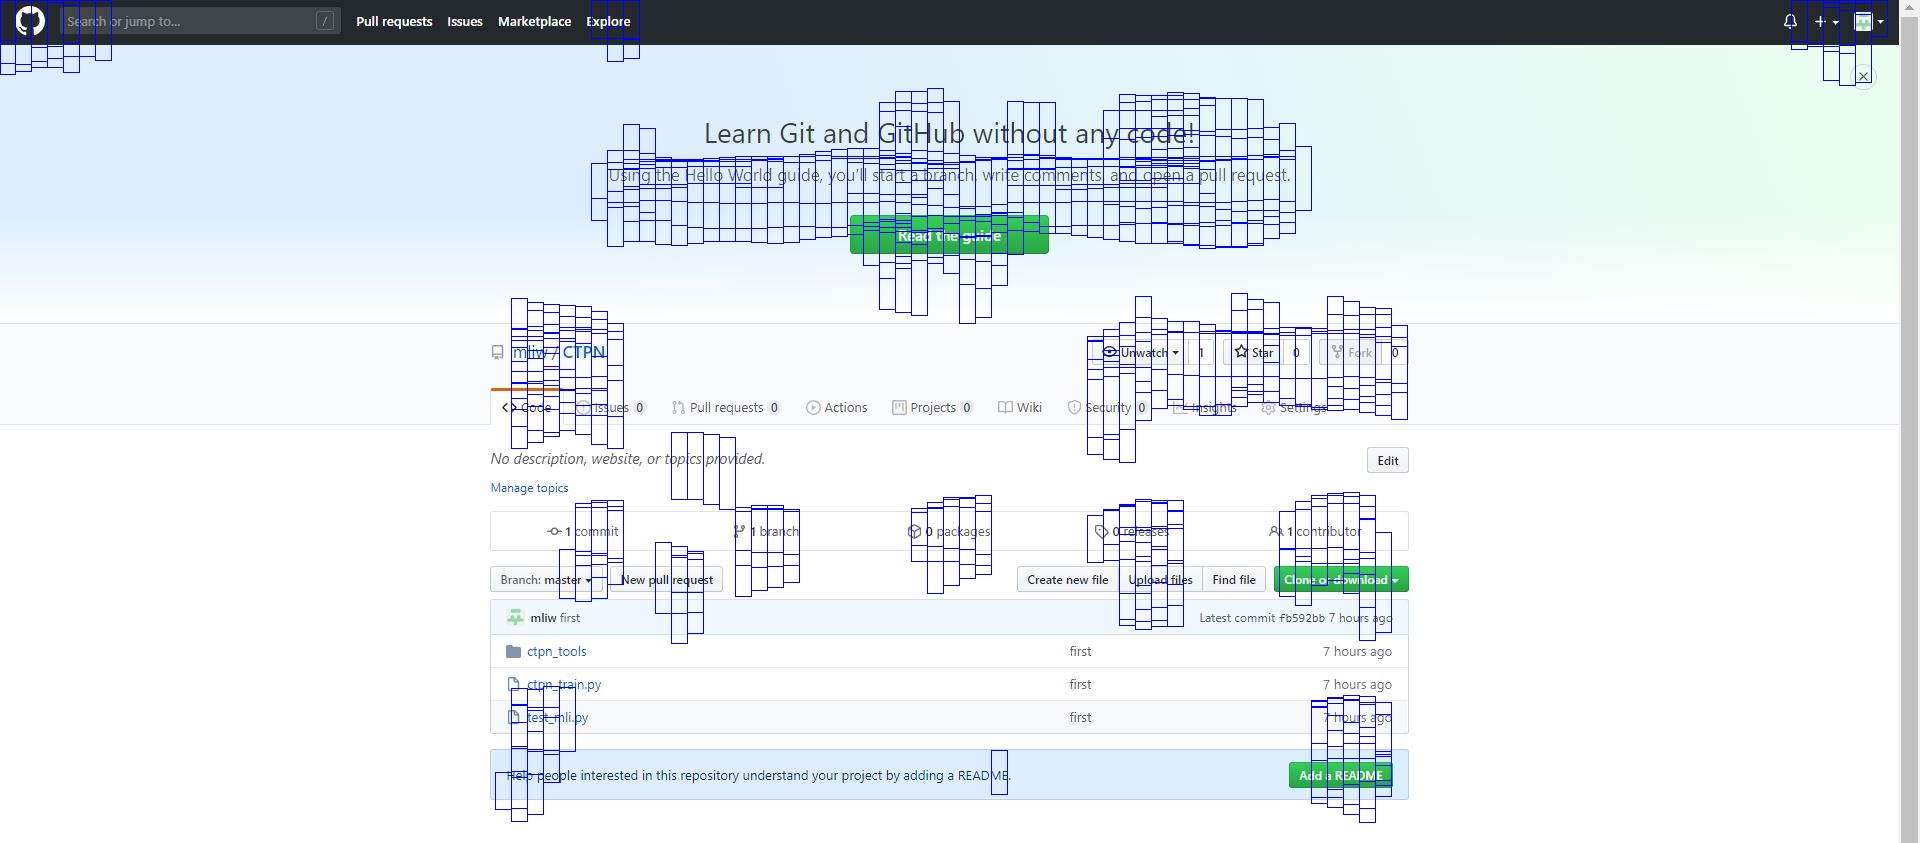 Search or jump to... /
Pull requests Issues Marketplace Explore
Learn Git and GitHub without any code!
Using the Hello World guide, you'll start a branch, write comments, and open a pull request.
Read the guide
mliw / CTPN
Unwatch 1 Star 0 Fork 0
Code Issues 0 Pull requests 0 Actions Projects 0 Wiki Security 0 Insights Settings
No description, website, or topics provided.
Edit
Manage topics
1 commit 1 branch 0 packages 0 releases 1 contributor
Branch: master New pull request Create new file Upload files Find file Clone or download
mliw first Latest commit fb592bb 7 hours ago
ctpn_tools first 7 hours ago
ctpn_train.py first 7 hours ago
test_mli.py first 7 hours ago
Help people interested in this repository understand your project by adding a README.
Add a README